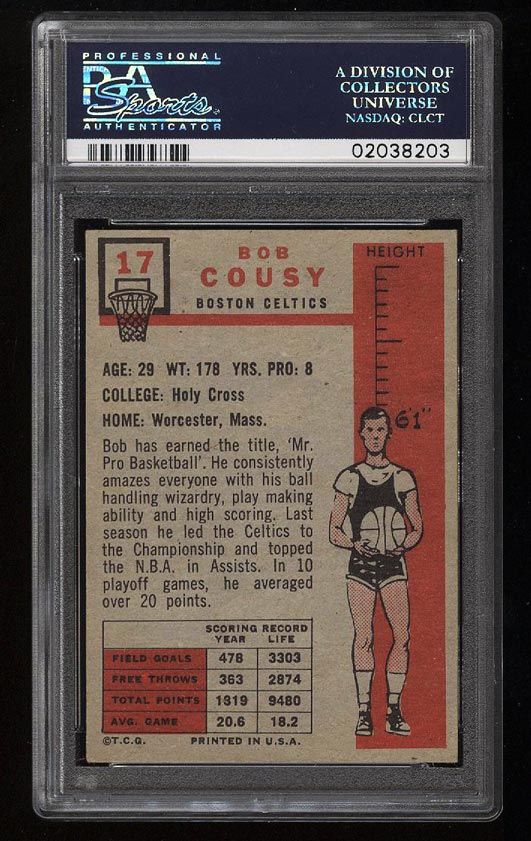 PROFESSIONAL
PSA
Sports
AUTHENTICATOR
A DIVISION OF
COLLECTORS
UNIVERSE
NASDAQ: CLCT
02038203
17
BOB
COUSY
BOSTON CELTICS
HEIGHT
6'1"
AGE: 29 WT: 178 YRS. PRO: 8
COLLEGE: Holy Cross
HOME: Worcester, Mass.
Bob has earned the title, 'Mr.
Pro Basketball'. He consistently
amazes everyone with his ball
handling wizardry, play making
ability and high scoring. Last
season he led the Celtics to
the Championship and topped
the N.B.A. in Assists. In 10
playoff games, he averaged
over 20 points.
SCORING RECORD
YEAR LIFE
FIELD GOALS 478 3303
FREE THROWS 363 2874
TOTAL POINTS 1319 9480
AVG. GAME 20.6 18.2
©T.C.G. PRINTED IN U.S.A.